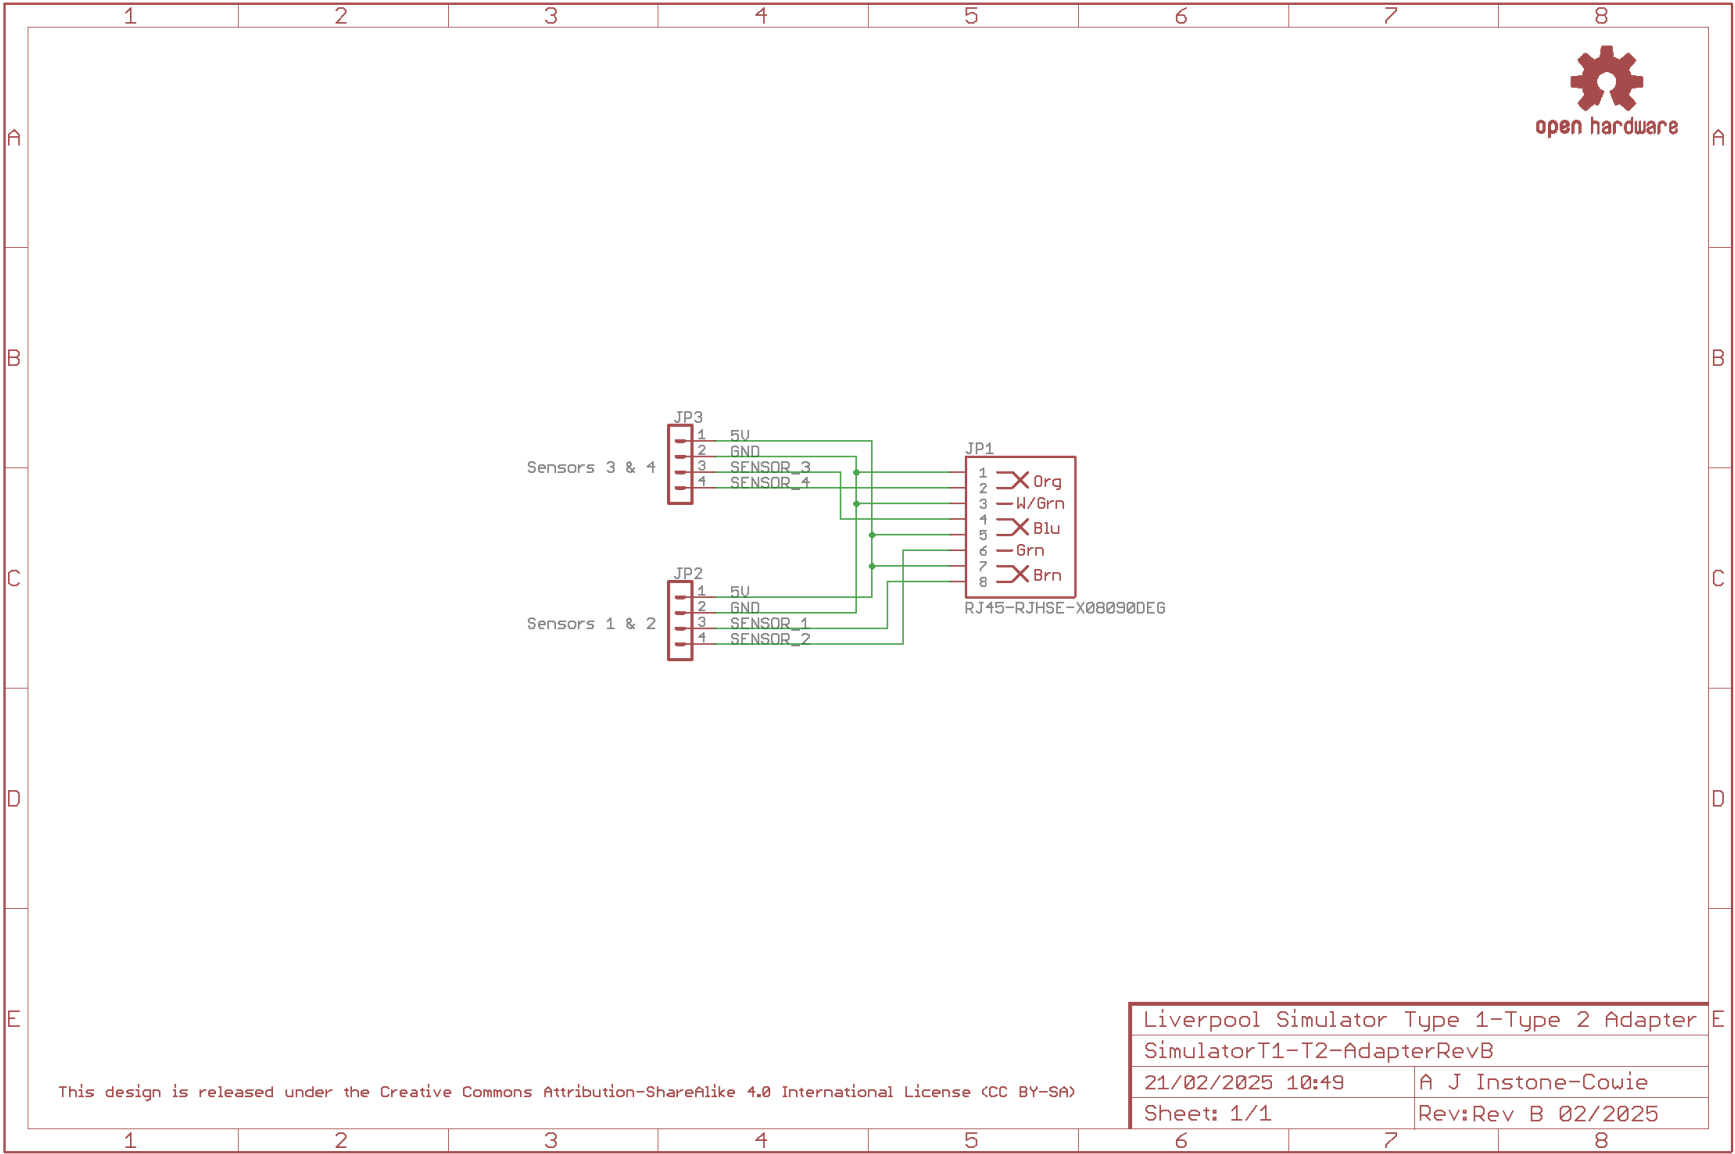 1 2 3 4 5 6 7 8
open hardware
A A
B B
JP3
1 5V
2 GND
3 SENSOR_3
4 SENSOR_4
Sensors 3 & 4
JP1
1
2 Org
3 W/Grn
4
5 Blu
6 Grn
7
8 Brn
RJ45-RJHSE-X08090DEG
C C
JP2
1 5V
2 GND
3 SENSOR_1
4 SENSOR_2
Sensors 1 & 2
D D
E E
Liverpool Simulator Type 1-Type 2 Adapter
SimulatorT1-T2-AdapterRevB
21/02/2025 10:49 A J Instone-Cowie
Sheet: 1/1 Rev:Rev B 02/2025
This design is released under the Creative Commons Attribution-ShareAlike 4.0 International License (CC BY-SA)
1 2 3 4 5 6 7 8